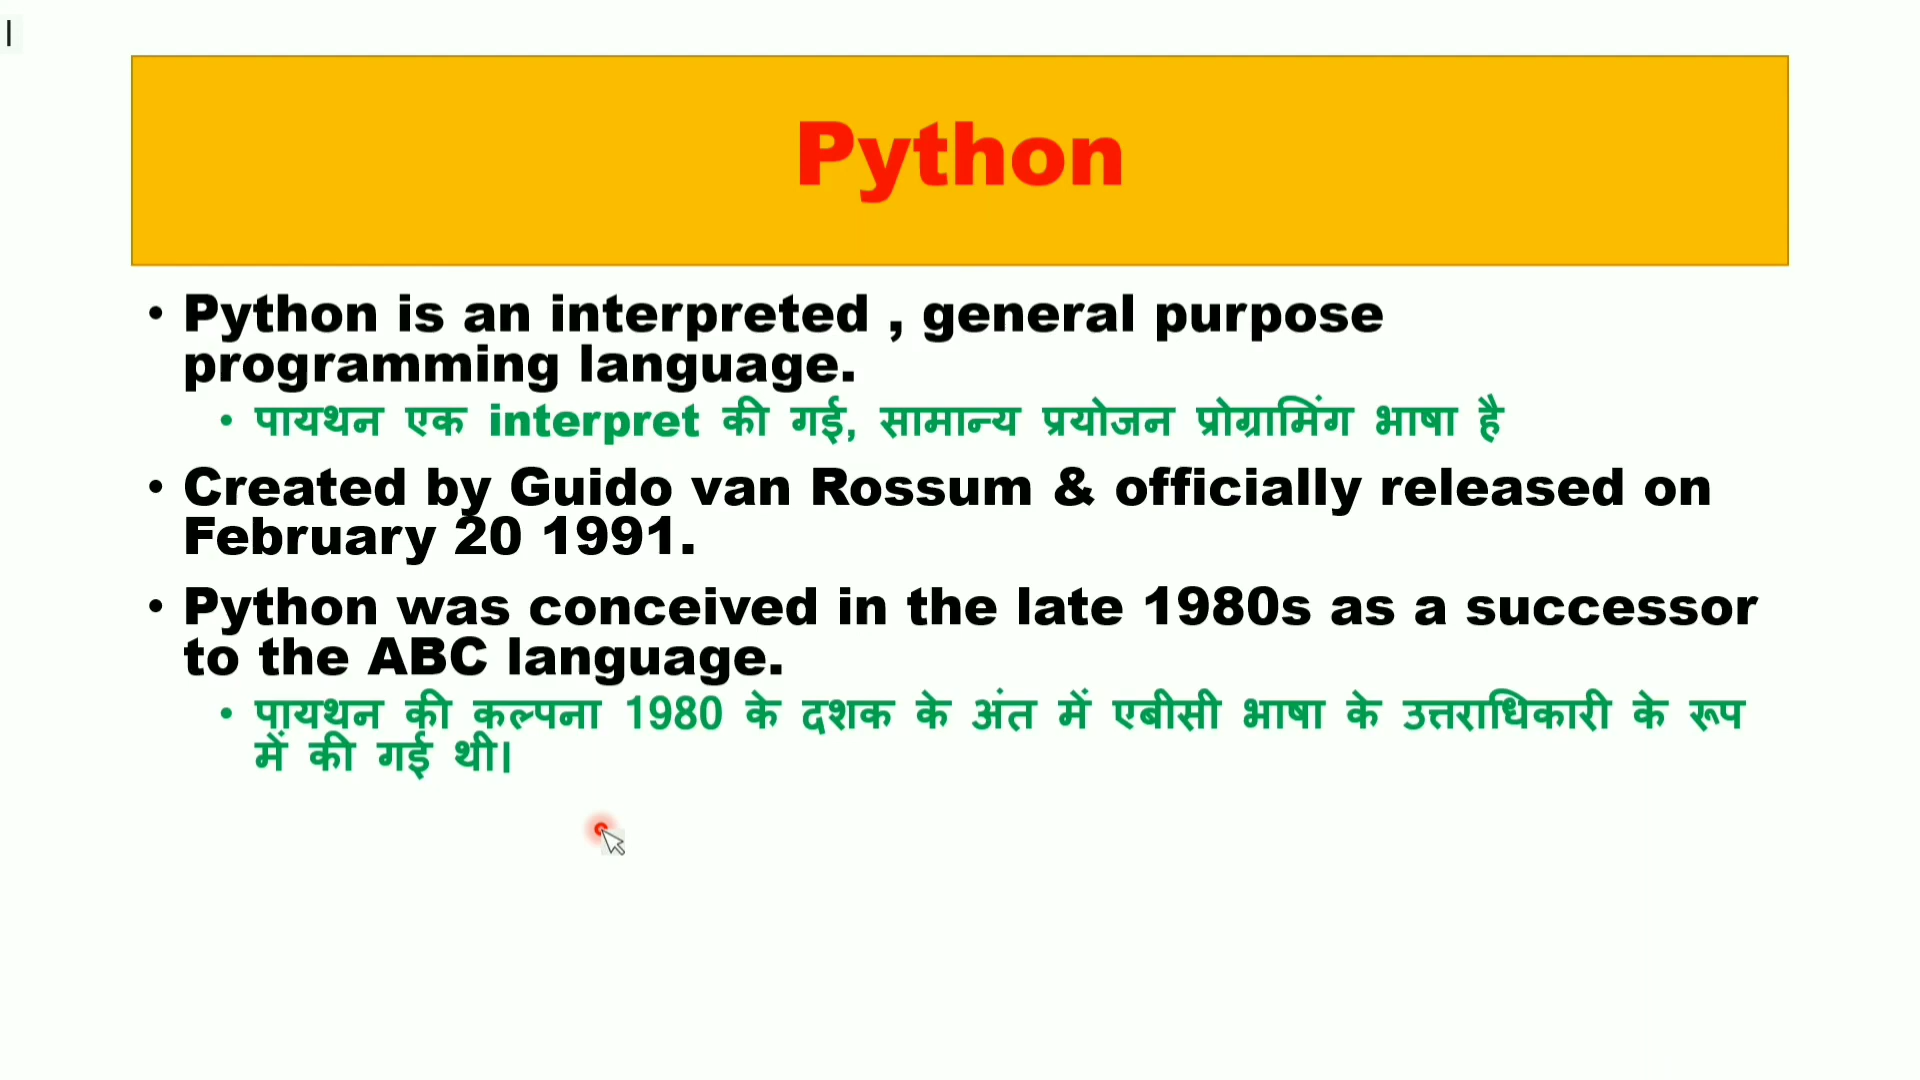 Python
• Python is an interpreted , general purpose
programming language.
• पायथन एक interpret की गई, सामान्य प्रयोजन प्रोग्रामिंग भाषा है
• Created by Guido van Rossum & officially released on
February 20 1991.
• Python was conceived in the late 1980s as a successor
to the ABC language.
• पायथन की कल्पना 1980 के दशक के अंत में एबीसी भाषा के उत्तराधिकारी के रूप
में की गई थी।